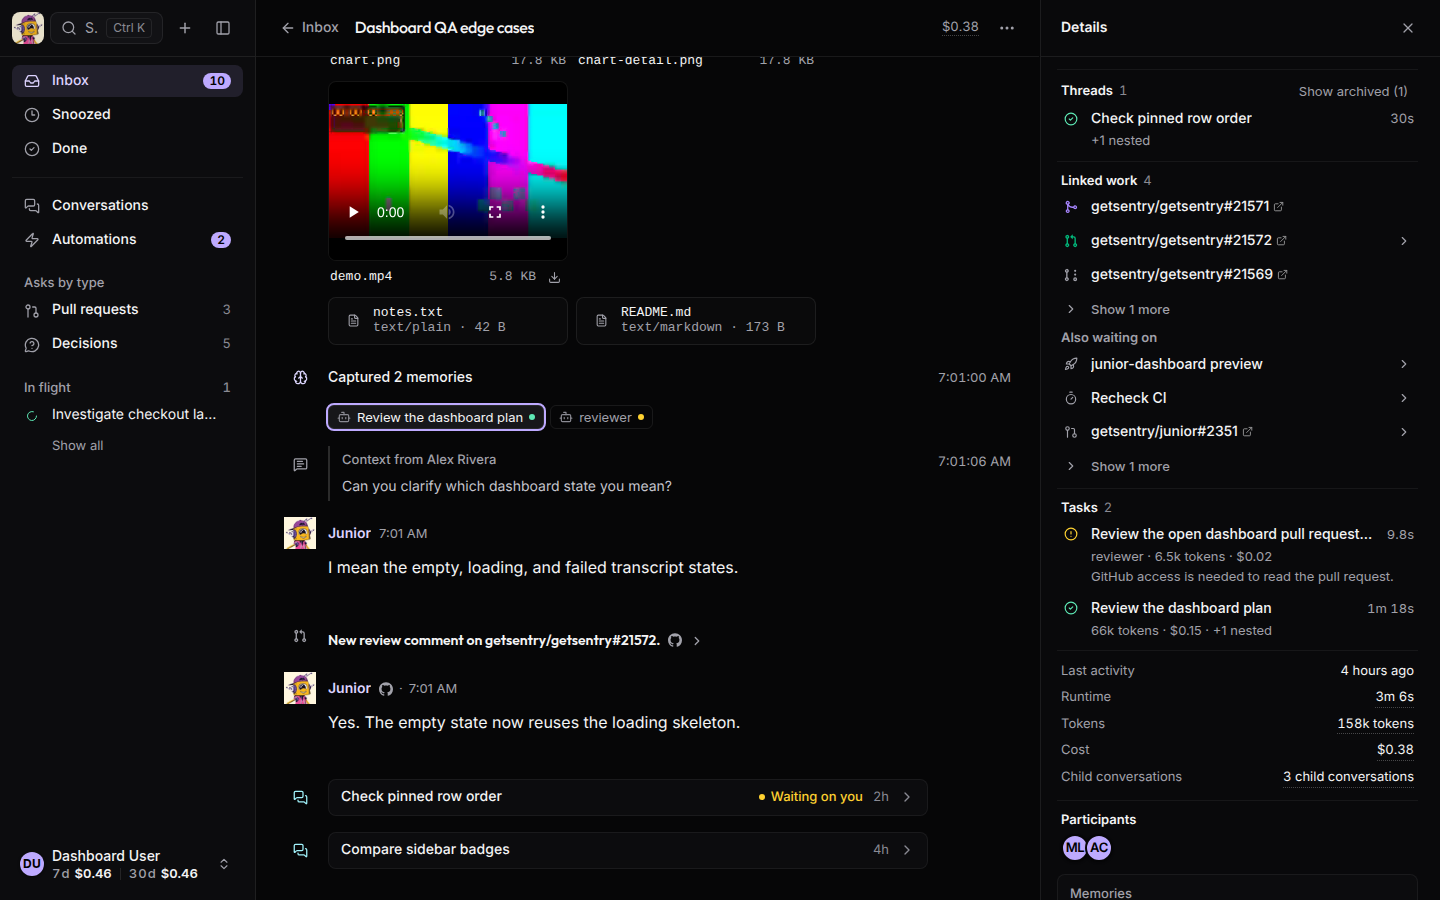 S.
Ctrl K
Inbox
10
Snoozed
Done
Conversations
Automations
2
Asks by type
Pull requests
3
Decisions
5
In flight
1
Investigate checkout la...
Show all
DU
Dashboard User
7d $0.46 30d $0.46
Inbox
Dashboard QA edge cases
$0.38
chart.png
17.8 KB
chart-detail.png
17.8 KB
0:00
demo.mp4
5.8 KB
notes.txt
text/plain · 42 B
README.md
text/markdown · 173 B
Captured 2 memories
7:01:00 AM
Review the dashboard plan
reviewer
Context from Alex Rivera
7:01:06 AM
Can you clarify which dashboard state you mean?
Junior 7:01 AM
I mean the empty, loading, and failed transcript states.
New review comment on getsentry/getsentry#21572.
Junior · 7:01 AM
Yes. The empty state now reuses the loading skeleton.
Check pinned row order
Waiting on you 2h
Compare sidebar badges
4h
Details
Threads 1
Show archived (1)
Check pinned row order
30s
+1 nested
Linked work 4
getsentry/getsentry#21571
getsentry/getsentry#21572
getsentry/getsentry#21569
Show 1 more
Also waiting on
junior-dashboard preview
Recheck CI
getsentry/junior#2351
Show 1 more
Tasks 2
Review the open dashboard pull request...
9.8s
reviewer · 6.5k tokens · $0.02
GitHub access is needed to read the pull request.
Review the dashboard plan
1m 18s
66k tokens · $0.15 · +1 nested
Last activity
4 hours ago
Runtime
3m 6s
Tokens
158k tokens
Cost
$0.38
Child conversations
3 child conversations
Participants
ML
AC
Memories